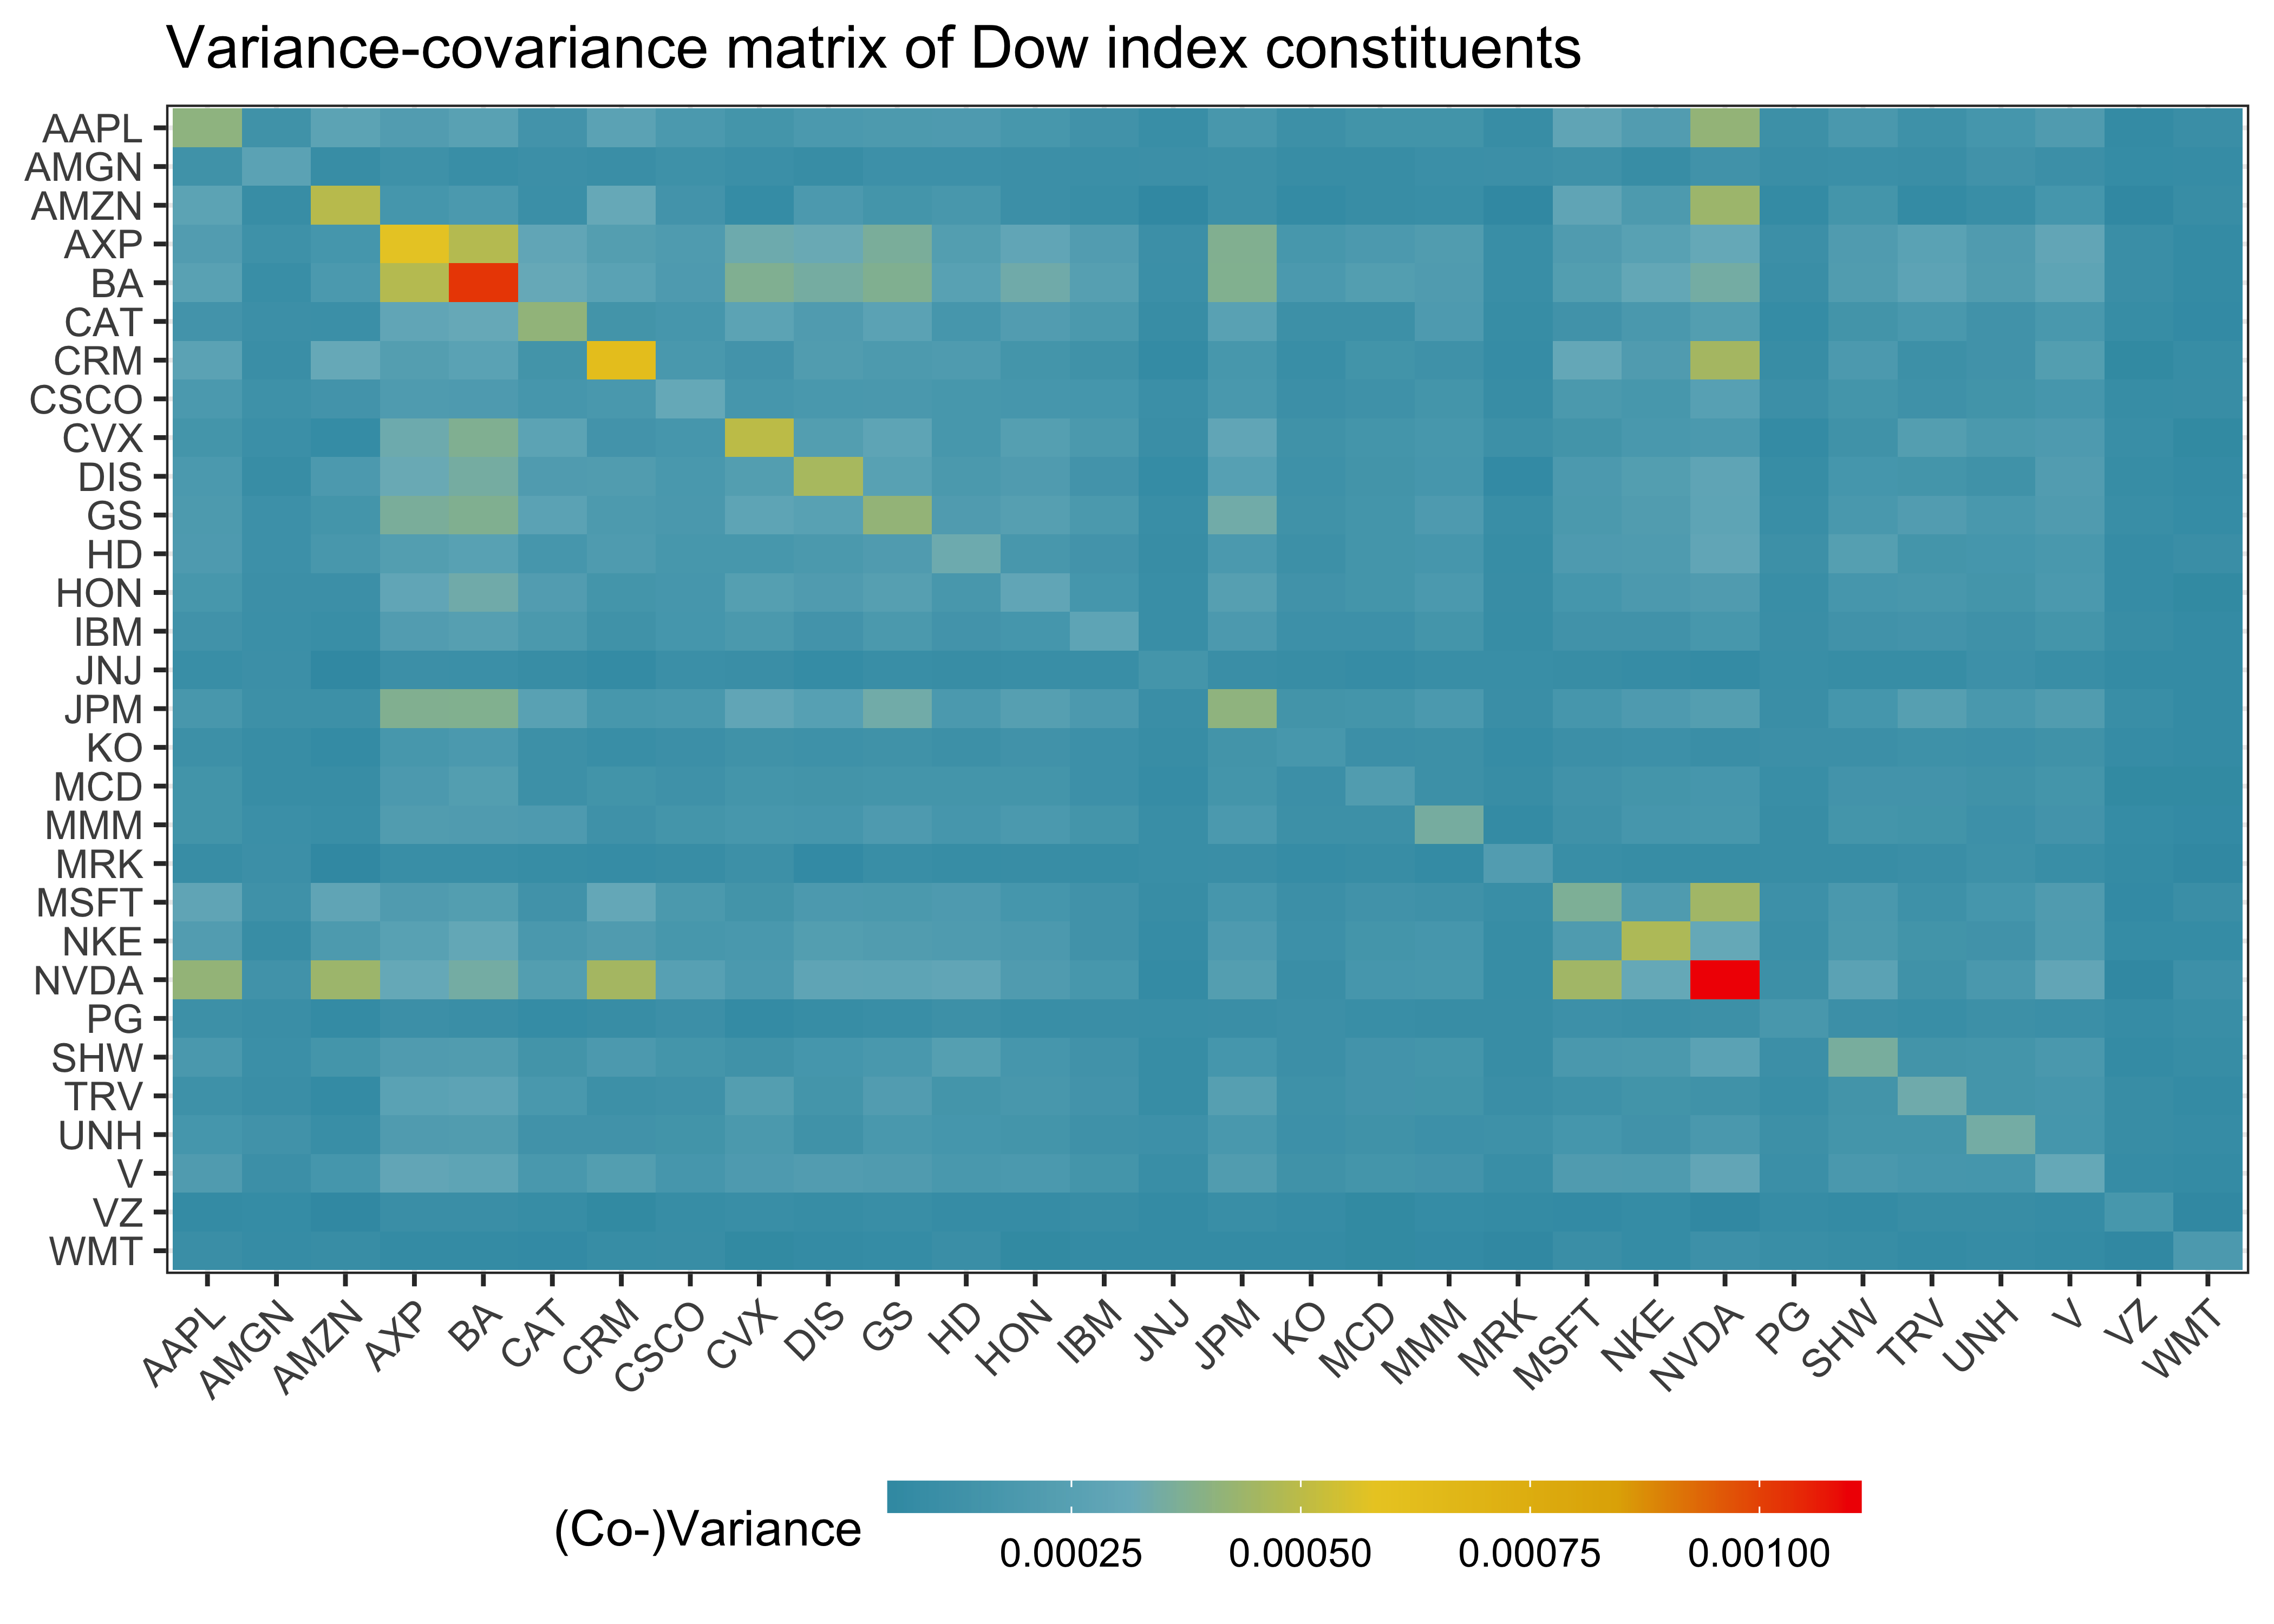 Variance-covariance matrix of Dow index constituents
AAPL
AMGN
AMZN
AXP
BA
CAT
CRM
CSCO
CVX
DIS
GS
HD
HON
IBM
JNJ
JPM
KO
MCD
MMM
MRK
MSFT
NKE
NVDA
PG
SHW
TRV
UNH
V
VZ
WMT
AAPL AMGN AMZN AXP BA CAT CRM CSCO CVX DIS GS HD HON IBM JNJ JPM KO MCD MMM MRK MSFT NKE NVDA PG SHW TRV UNH V VZ WMT
(Co-)Variance
0.00025 0.00050 0.00075 0.00100